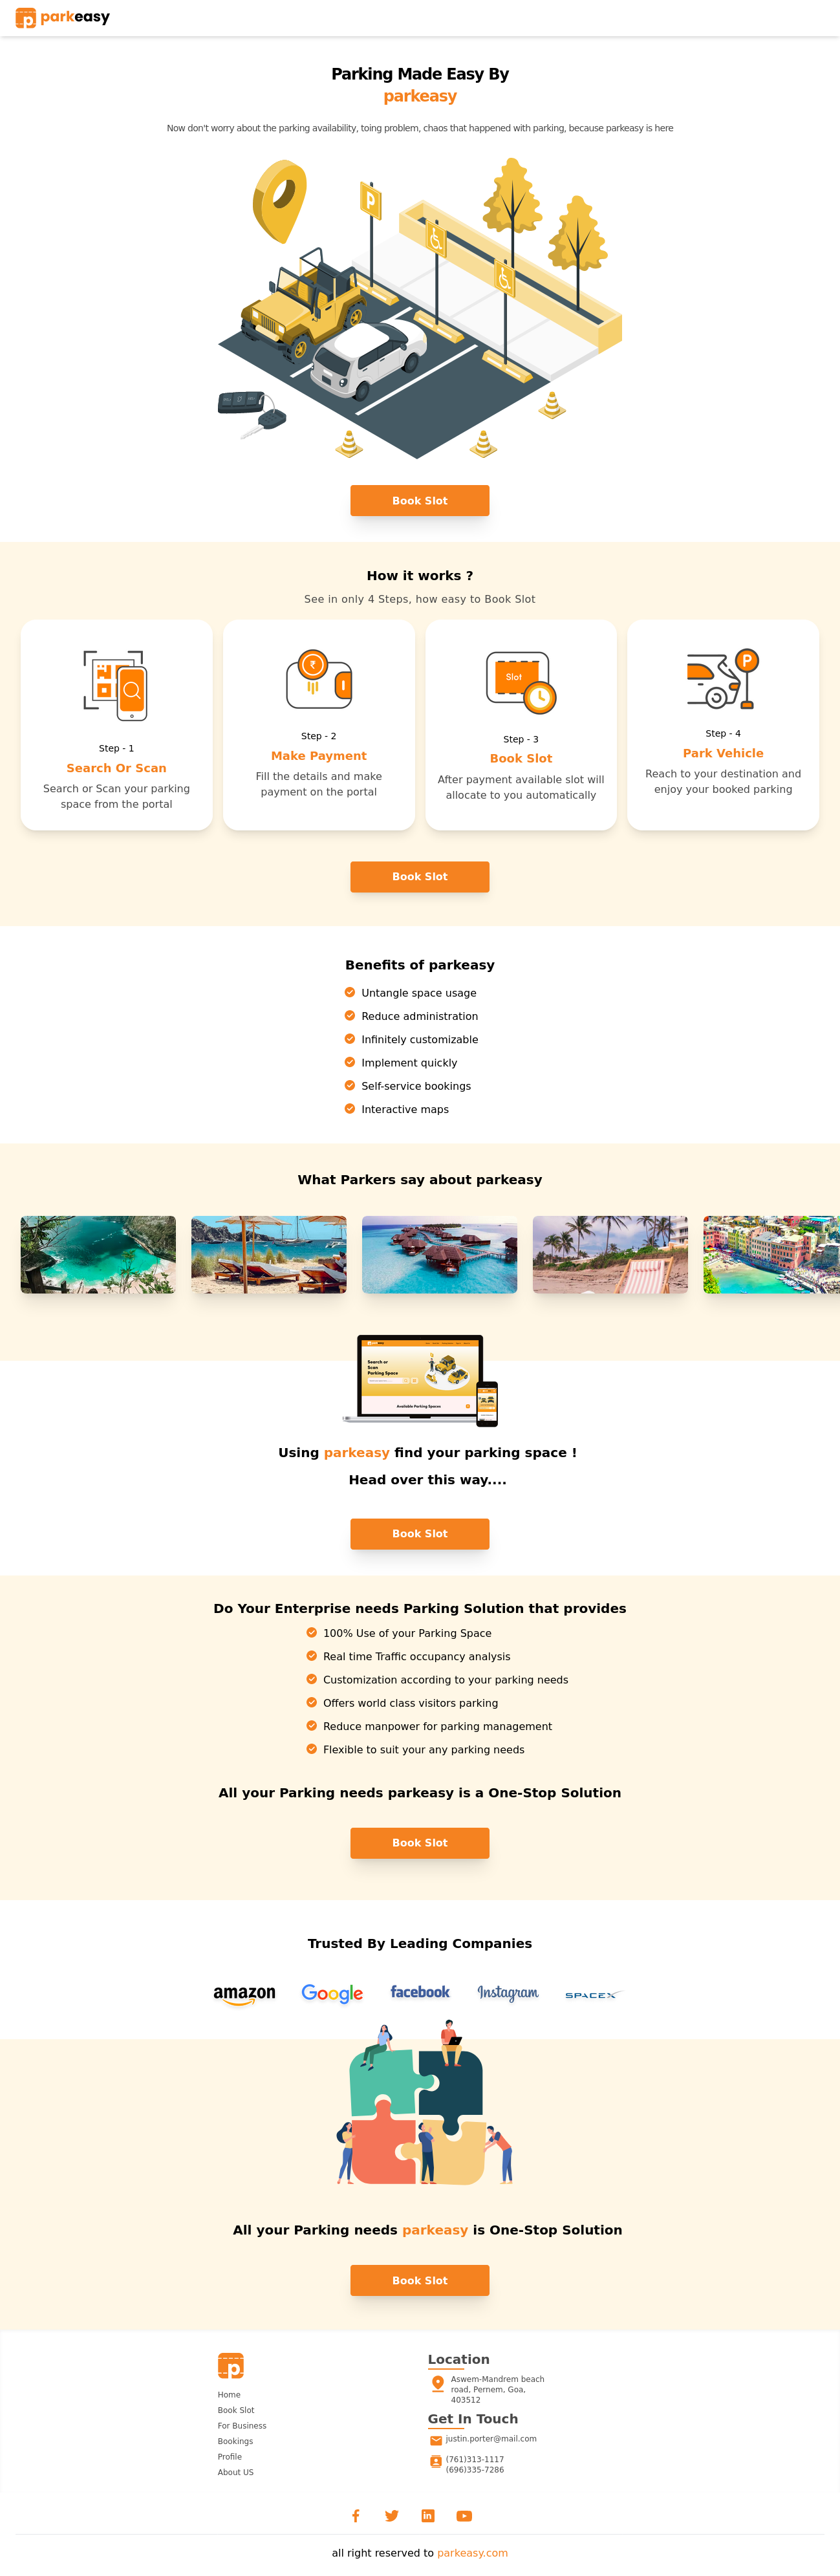 parkeasy
Parking Made Easy By
parkeasy
Now don't worry about the parking availability, toing problem, chaos that happened with parking, because parkeasy is here
P
Book Slot
How it works ?
See in only 4 Steps, how easy to Book Slot
Step - 1
Search Or Scan
Search or Scan your parking
space from the portal
₹
Step - 2
Make Payment
Fill the details and make
payment on the portal
Slot
Step - 3
Book Slot
After payment available slot will
allocate to you automatically
P
Step - 4
Park Vehicle
Reach to your destination and
enjoy your booked parking
Book Slot
Benefits of parkeasy
Untangle space usage
Reduce administration
Infinitely customizable
Implement quickly
Self-service bookings
Interactive maps
What Parkers say about parkeasy
Search or
Scan
Parking Space
Available Parking Spaces
Using parkeasy find your parking space !
Head over this way....
Book Slot
Do Your Enterprise needs Parking Solution that provides
100% Use of your Parking Space
Real time Traffic occupancy analysis
Customization according to your parking needs
Offers world class visitors parking
Reduce manpower for parking management
Flexible to suit your any parking needs
All your Parking needs parkeasy is a One-Stop Solution
Book Slot
Trusted By Leading Companies
amazon
Google
facebook
Instagram
SPACEX
All your Parking needs parkeasy is One-Stop Solution
Book Slot
Home
Book Slot
For Business
Bookings
Profile
About US
Location
Aswem-Mandrem beach
road, Pernem, Goa,
403512
Get In Touch
justin.porter@mail.com
(761)313-1117
(696)335-7286
all right reserved to parkeasy.com